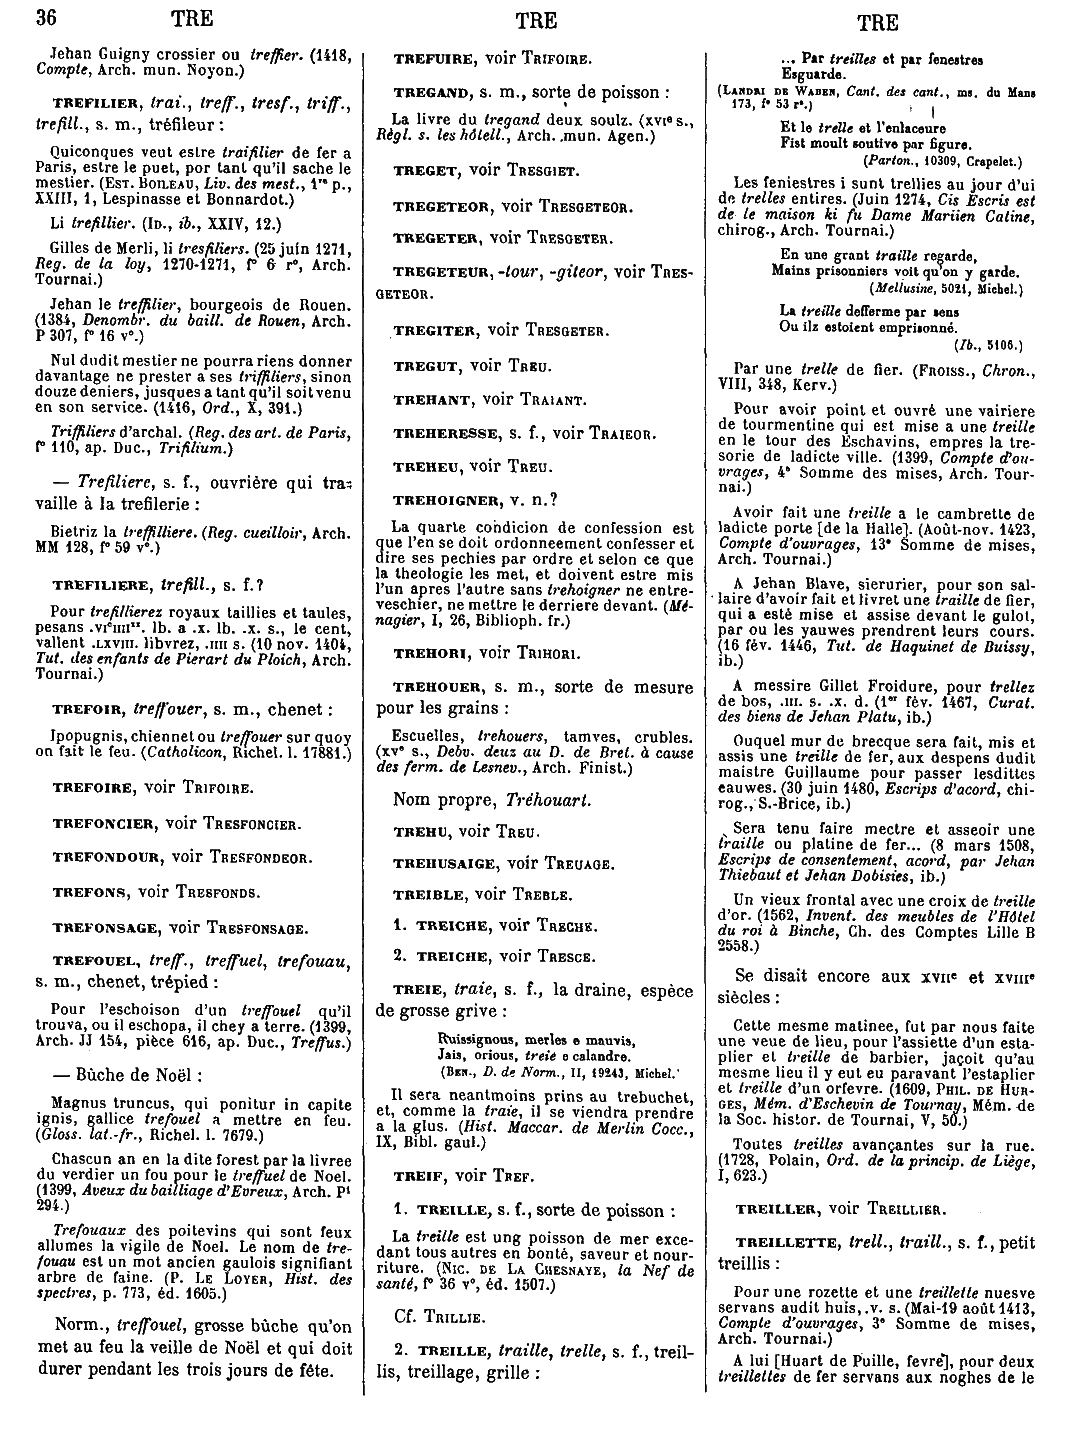 36 TRE TRE TRE
Jehan Guigny crossier ou treffier. (1418,
Compte, Arch. mun. Noyon.)
TREFILIER, trai., treff., tresf., triff.,
trefill., s. m., tréfileur :
Quiconques veut estre traifilier de fer a
Paris, estre le puet, por tant qu'il sache le
mestier. (EST. BOILEAU, Liv. des mest., 1re p.,
XXIII, 1, Lespinasse et Bonnardot.)
Li trefillier. (ID., ib., XXIV, 12.)
Gilles de Merli, li tresfiliers. (25 juin 1271,
Reg. de la loy, 1270-1271, f° 6 r°, Arch.
Tournai.)
Jehan le treffilier, bourgeois de Rouen.
(1384, Denombr. du baill. de Rouen, Arch.
P 307, f° 16 v°.)
Nul dudit mestier ne pourra riens donner
davantage ne prester a ses triffiliers, sinon
douze deniers, jusques a tant qu'il soit venu
en son service. (1416, Ord., X, 391.)
Triffiliers d'archal. (Reg. des art. de Paris,
f° 110, ap. Duc., Trifilium.)
— Trefiliere, s. f., ouvrière qui tra-
vaille à la trefilerie :
Bietriz la treffilliere. (Reg. cueilloir, Arch.
MM 128, f° 59 v°.)
TREFILIERE, trefill., s. f.?
Pour trefillierez royaux taillies et taules,
pesans .VIcIIIIxx. lb. a .x. lb. .x. s., le cent,
vallent .LXVIII. libvrez, .IIII s. (10 nov. 1404,
Tut. des enfants de Pierart du Ploich, Arch.
Tournai.)
TREFOIR, treffouer, s. m., chenet :
Ipopugnis, chiennet ou treffouer sur quoy
on fait le feu. (Catholicon, Richel. l. 17881.)
TREFOIRE, voir TRIFOIRE.
TREFONCIER, voir TRESFONCIER.
TREFONDOUR, voir TRESFONDEOR.
TREFONS, voir TRESFONDS.
TREFONSAGE, voir TRESFONSAGE.
TREFOUEL, treff., treffuel, trefouau,
s. m., chenet, trépied :
Pour l'eschoison d'un treffouel qu'il
trouva, ou il eschopa, il chey a terre. (1399,
Arch. JJ 154, pièce 616, ap. Duc., Treffus.)
— Bûche de Noël :
Magnus truncus, qui ponitur in capite
ignis, gallice trefouel a mettre en feu.
(Gloss. lat.-fr., Richel. l. 7679.)
Chascun an en la dite forest par la livree
du verdier un fou pour le treffuel de Noel.
(1399, Aveux du bailliage d'Evreux, Arch. P1
294.)
Trefouaux des poitevins qui sont feux
allumes la vigile de Noel. Le nom de tre-
fouau est un mot ancien gaulois signifiant
arbre de faine. (P. LE LOYER, Hist. des
spectres, p. 773, éd. 1605.)
Norm., treffouel, grosse bûche qu'on
met au feu la veille de Noël et qui doit
durer pendant les trois jours de fête.
TREFUIRE, voir TRIFOIRE.
TREGAND, s. m., sorte de poisson :
La livre du tregand deux soulz. (XVIe s.,
Règl. s. les hôtell., Arch. mun. Agen.)
TREGET, voir TRESGIET.
TREGETEOR, voir TRESGETEOR.
TREGETER, voir TRESGETER.
TREGETEUR, -tour, -giteor, voir TRES-
GETEOR.
TREGITER, voir TRESGETER.
TREGUT, voir TREU.
TREHANT, voir TRAIANT.
TREHERESSE, s. f., voir TRAIEOR.
TREHEU, voir TREU.
TREHOIGNER, v. n.?
La quarte condicion de confession est
que l'en se doit ordonneement confesser et
dire ses pechies par ordre et selon ce que
la theologie les met, et doivent estre mis
l'un apres l'autre sans trehoigner ne entre-
veschier, ne mettre le derriere devant. (Mé-
nagier, I, 26, Biblioph. fr.)
TREHORI, voir TRIHORI.
TREHOUER, s. m., sorte de mesure
pour les grains :
Escuelles, trehouers, tamves, crubles.
(XVe s., Debv. deuz au D. de Bret. à cause
des ferm. de Lesnev., Arch. Finist.)
Nom propre, Tréhouart.
TREHU, voir TREU.
TREHUSAIGE, voir TREUAGE.
TREIBLE, voir TREBLE.
1. TREICHE, voir TRECHE.
2. TREICHE, voir TRESCE.
TREIE, traie, s. f., la draine, espèce
de grosse grive :
Ruissignous, merles e mauvis,
Jais, orious, treie e calandre.
(BEN., D. de Norm., II, 19243, Michel.
Il sera neantmoins prins au trebuchet,
et, comme la traie, il se viendra prendre
a la glus. (Hist. Maccar. de Merlin Cocc.,
IX, Bibl. gaul.)
TREIF, voir TREF.
1. TREILLE, s. f., sorte de poisson :
La treille est ung poisson de mer exce-
dant tous autres en bonté, saveur et nour-
riture. (NIC. DE LA CHESNAYE, la Nef de
santé, f° 36 v°, éd. 1507.)
Cf. TRILLIE.
2. TREILLE, traille, trelle, s. f., treil-
lis, treillage, grille :
... Par treilles et par fenestres
Esguarde.
(LANDRI DE WABEN, Cant. des cant., ms. du Mans
173, f° 53 r°.)
Et le trelle et l'enlaceure
Fist moult soutive par figure.
(Parton., 10309, Crapelet.)
Les feniestres i sunt trellies au jour d'ui
de trelles entires. (Juin 1274, Cis Escris est
de le maison ki fu Dame Mariien Catine,
chirog., Arch. Tournai.)
En une grant traille regarde,
Mains prisonniers voit qu'on y garde.
(Mellusine, 5021, Michel.)
La treille defferme par sens
Ou ilz estoient emprisonné.
(Ib., 5106.)
Par une trelle de fier. (FROISS., Chron.,
VIII, 348, Kerv.)
Pour avoir point et ouvré une vairiere
de tourmentine qui est mise a une treille
en le tour des Eschavins, empres la tre-
sorie de ladicte ville. (1399, Compte d'ou-
vrages, 4e Somme des mises, Arch. Tour-
nai.)
Avoir fait une treille a le cambrette de
ladicte porte [de la Halle]. (Août-nov. 1423,
Compte d'ouvrages, 13e Somme de mises,
Arch. Tournai.)
A Jehan Blave, sierurier, pour son sal-
laire d'avoir fait et livret une traille de fier,
qui a esté mise et assise devant le gulot,
par ou les yauwes prendrent leurs cours.
(16 fév. 1446, Tut. de Haquinet de Buissy,
ib.)
A messire Gillet Froidure, pour trellez
de bos, .III. s. .x. d. (1er fév. 1467, Curat.
des biens de Jehan Platu, ib.)
Ouquel mur de brecque sera fait, mis et
assis une treille de fer, aux despens dudit
maistre Guillaume pour passer lesdittes
eauwes. (30 juin 1480, Escrips d'acord, chi-
rog., S.-Brice, ib.)
Sera tenu faire mectre et asseoir une
traille ou platine de fer... (8 mars 1508,
Escrips de consentement, acord, par Jehan
Thiebaut et Jehan Dobisies, ib.)
Un vieux frontal avec une croix de treille
d'or. (1562, Invent. des meubles de l'Hôtel
du roi à Binche, Ch. des Comptes Lille B
2558.)
Se disait encore aux XVIIe et XVIIIe
siècles :
Cette mesme matinee, fut par nous faite
une veue de lieu, pour l'assiette d'un esta-
plier et treille de barbier, jaçoit qu'au
mesme lieu il y eut eu paravant l'estaplier
et treille d'un orfevre. (1609, PHIL. DE HUR-
GES, Mém. d'Eschevin de Tournay, Mém. de
la Soc. histor. de Tournai, V, 50.)
Toutes treilles avançantes sur la rue.
(1728, Polain, Ord. de la princip. de Liège,
I, 623.)
TREILLER, voir TREILLIER.
TREILLETTE, trell., traill., s. f., petit
treillis :
Pour une rozette et une treillette nuesve
servans audit huis, .v. s. (Mai-19 août 1413,
Compte d'ouvrages, 3e Somme de mises,
Arch. Tournai.)
A lui [Huart de Puille, fevre], pour deux
treillettes de fer servans aux noghes de le